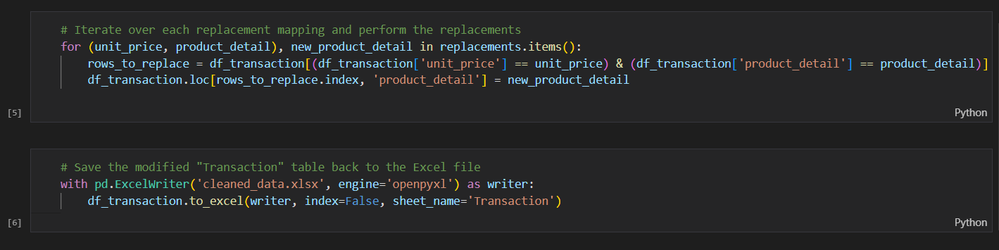 # Iterate over each replacement mapping and perform the replacements
for (unit_price, product_detail), new_product_detail in replacements.items():
    rows_to_replace = df_transaction[(df_transaction['unit_price'] == unit_price) & (df_transaction['product_detail'] == product_detail)]
    df_transaction.loc[rows_to_replace.index, 'product_detail'] = new_product_detail
[5] Python
# Save the modified "Transaction" table back to the Excel file
with pd.ExcelWriter('cleaned_data.xlsx', engine='openpyxl') as writer:
    df_transaction.to_excel(writer, index=False, sheet_name='Transaction')
[6] Python